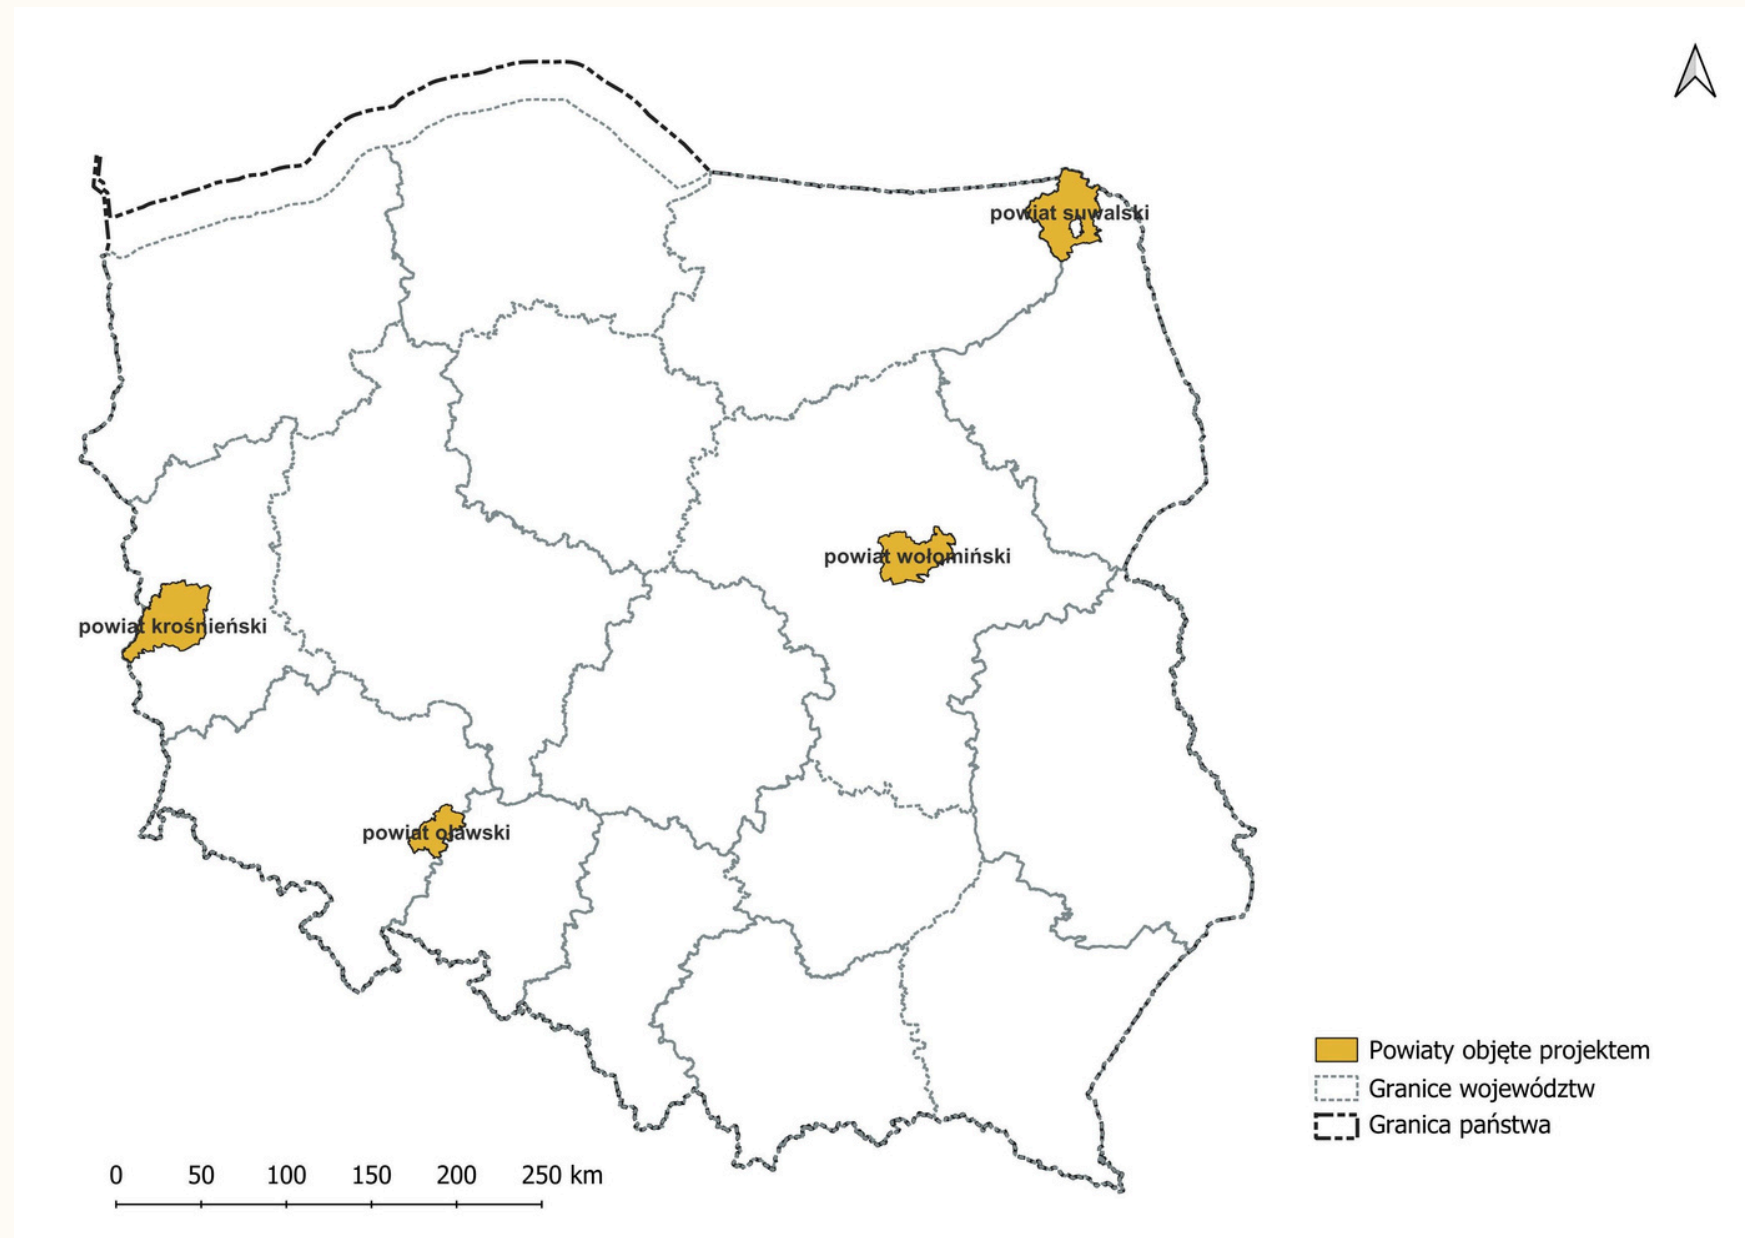 powiat suwalski
powiat wołomiński
powiat krośnieński
powiat oławski
Powiaty objęte projektem
Granice województw
Granica państwa
0 50 100 150 200 250 km